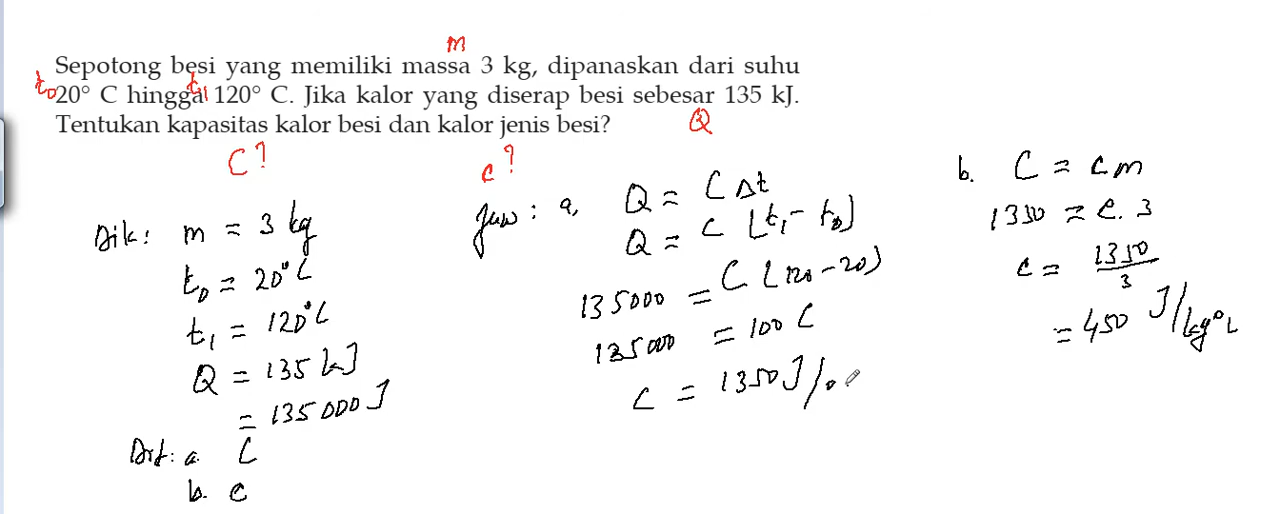 m
Sepotong besi yang memiliki massa 3 kg, dipanaskan dari suhu
t₀ t₁
20° C hingga 120° C. Jika kalor yang diserap besi sebesar 135 kJ.
Tentukan kapasitas kalor besi dan kalor jenis besi?
Q
C? c?
Dik: m = 3 kg
t₀ = 20°C
t₁ = 120°C
Q = 135 kJ
= 135000 J
Dit: a. C
b. c
Jaw: a, Q = C Δt
Q = C [t₁ - t₀]
135000 = C [120 - 20]
135000 = 100 C
C = 1350 J/°
b. C = c m
1350 = c. 3
c = 1350/3
= 450 J/kg°C